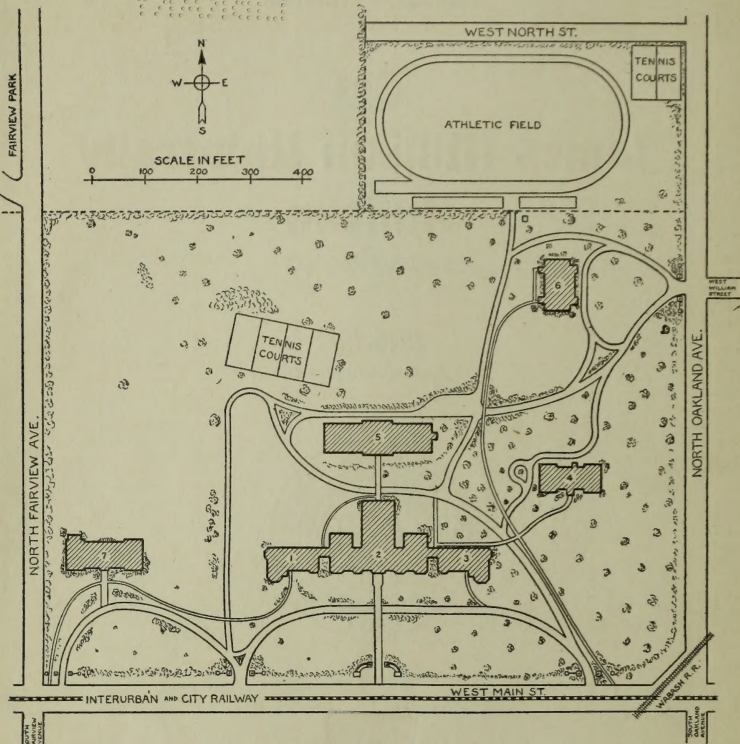 WEST NORTH ST.
TENNIS
COURTS
FAIRVIEW PARK
N
W E
S
ATHLETIC FIELD
SCALE IN FEET
0 100 200 300 400
WEST
WILLIAM
STREET
6
TENNIS
COURTS
NORTH OAKLAND AVE.
NORTH FAIRVIEW AVE.
5
4
7
1
2
3
INTERURBAN AND CITY RAILWAY
WEST MAIN ST.
WABASH R.R.
SOUTH
FAIRVIEW
AVENUE
SOUTH
OAKLAND
AVENUE